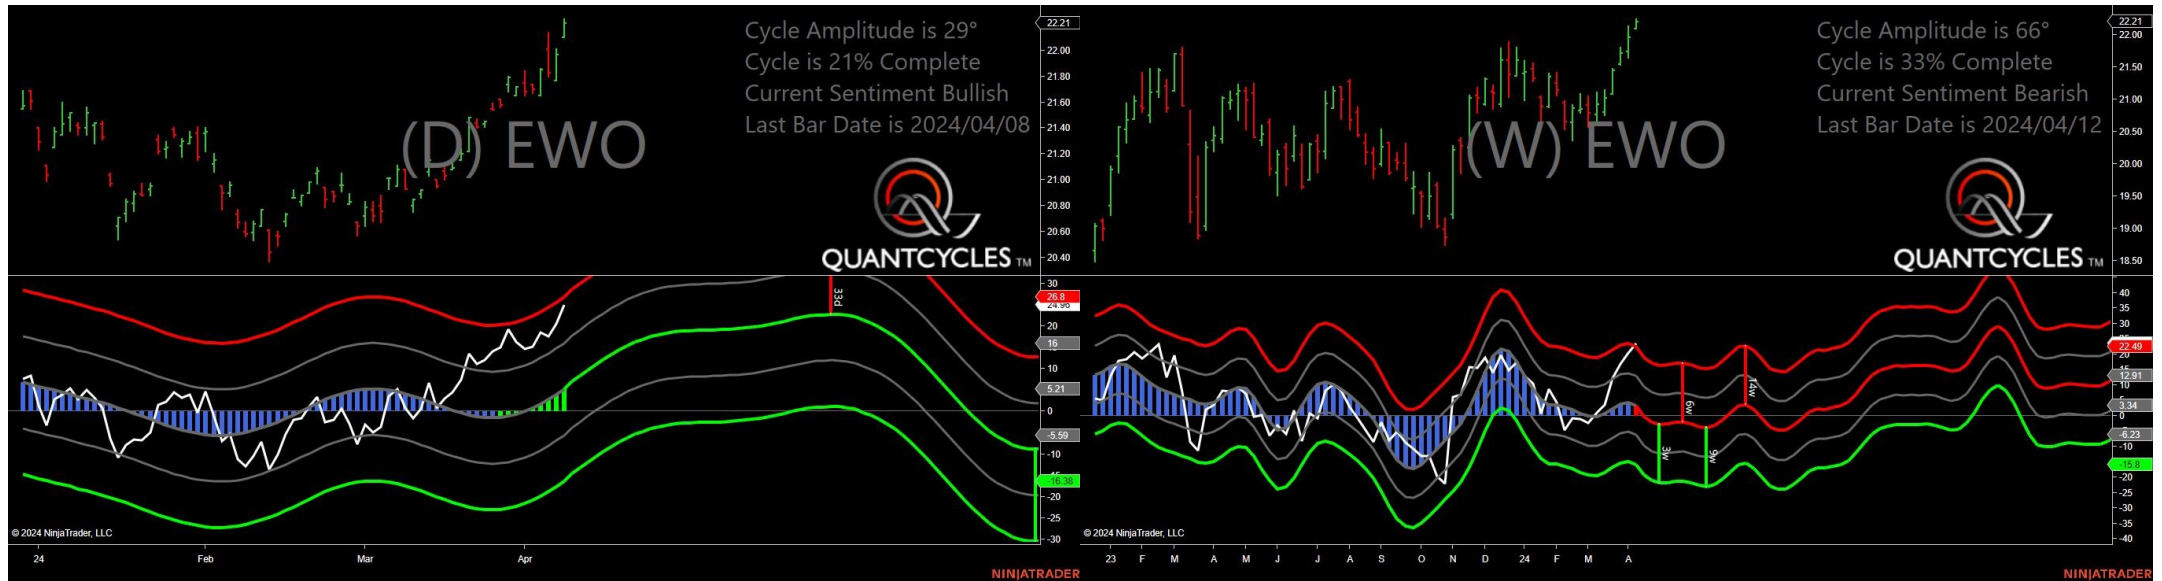 Cycle Amplitude is 29°
Cycle is 21% Complete
Current Sentiment Bullish
Last Bar Date is 2024/04/08
(D) EWO
QUANTCYCLES TM
22.21
22.00
21.80
21.60
21.40
21.20
21.00
20.80
20.60
20.40
33d
30
26.8
24.96
20
16
10
5.21
0
-5.59
-10
-16.38
-20
-25
-30
© 2024 NinjaTrader, LLC
24 Feb Mar Apr
NINJATRADER
Cycle Amplitude is 66°
Cycle is 33% Complete
Current Sentiment Bearish
Last Bar Date is 2024/04/12
(W) EWO
QUANTCYCLES TM
22.21
22.00
21.50
21.00
20.50
20.00
19.50
19.00
18.50
6w
14w
3w
9w
40
35
30
22.49
20
12.91
10
3.34
0
-6.23
-10
-15.8
-20
-25
-30
-35
-40
© 2024 NinjaTrader, LLC
23 F M A M J J A S O N D 24 F M A
NINJATRADER